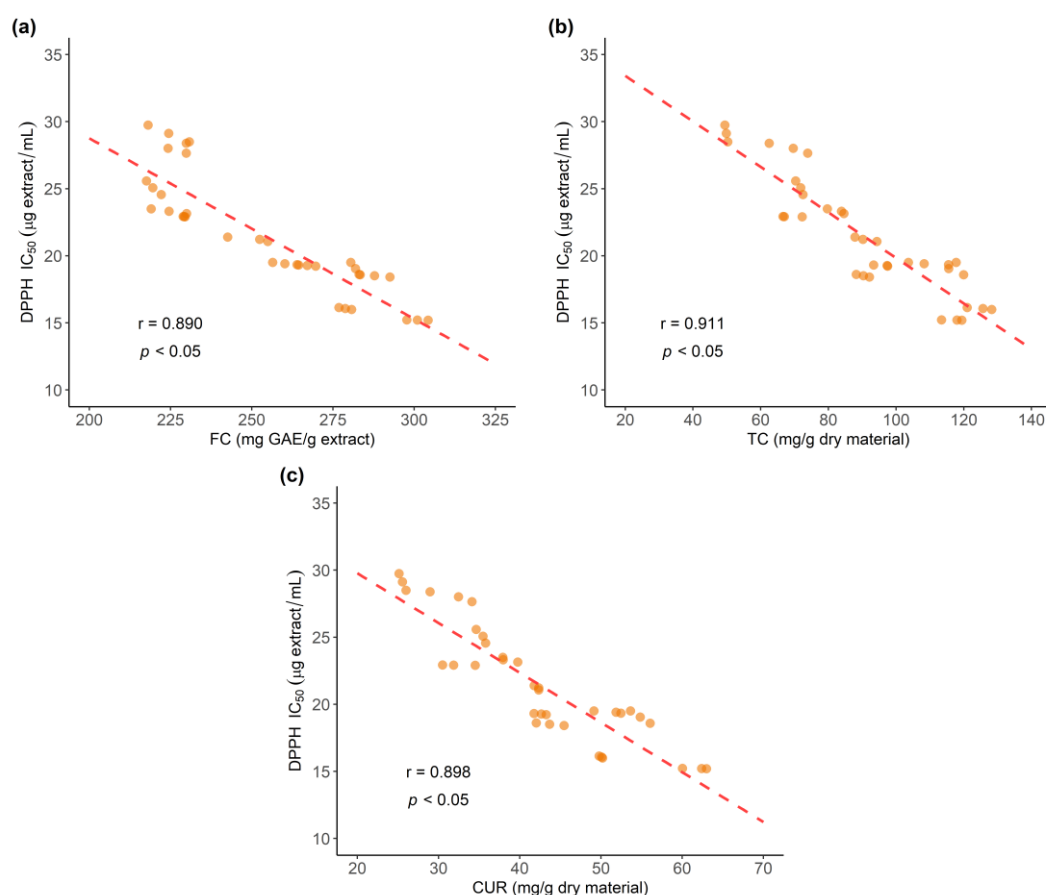 (a)
35
30
25
20
15
10
DPPH IC50 (µg extract/mL)
r = 0.890
p < 0.05
200 225 250 275 300 325
FC (mg GAE/g extract)
(b)
35
30
25
20
15
10
DPPH IC50 (µg extract/mL)
r = 0.911
p < 0.05
20 40 60 80 100 120 140
TC (mg/g dry material)
(c)
35
30
25
20
15
10
DPPH IC50 (µg extract/mL)
r = 0.898
p < 0.05
20 30 40 50 60 70
CUR (mg/g dry material)